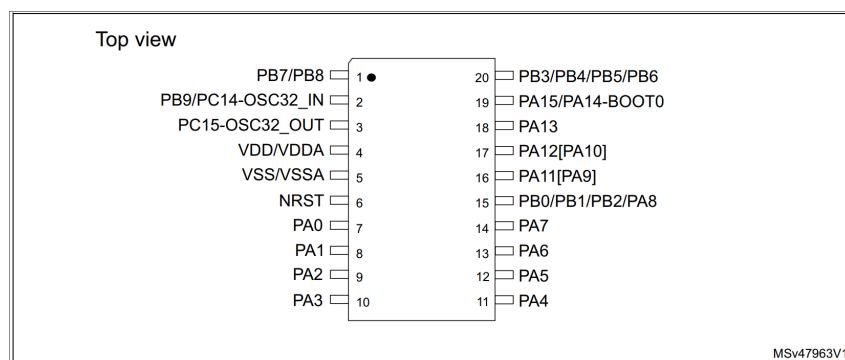 Top view
PB7/PB8 1 20 PB3/PB4/PB5/PB6
PB9/PC14-OSC32_IN 2 19 PA15/PA14-BOOT0
PC15-OSC32_OUT 3 18 PA13
VDD/VDDA 4 17 PA12[PA10]
VSS/VSSA 5 16 PA11[PA9]
NRST 6 15 PB0/PB1/PB2/PA8
PA0 7 14 PA7
PA1 8 13 PA6
PA2 9 12 PA5
PA3 10 11 PA4
MSv47963V1